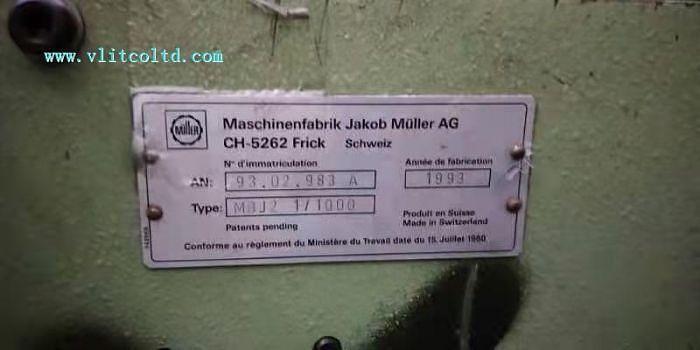 www.vlitcoltd.com
MÜLLER
Maschinenfabrik Jakob Müller AG
CH-5262 Frick Schweiz
N° d'immatriculation Année de fabrication
AN: 93.02.983 A 1993
Type: MBJ2 1/1000
Produit en Suisse
Patents pending Made in Switzerland
Conforme au règlement du Ministère du Travail date du 15. Juillet 1980